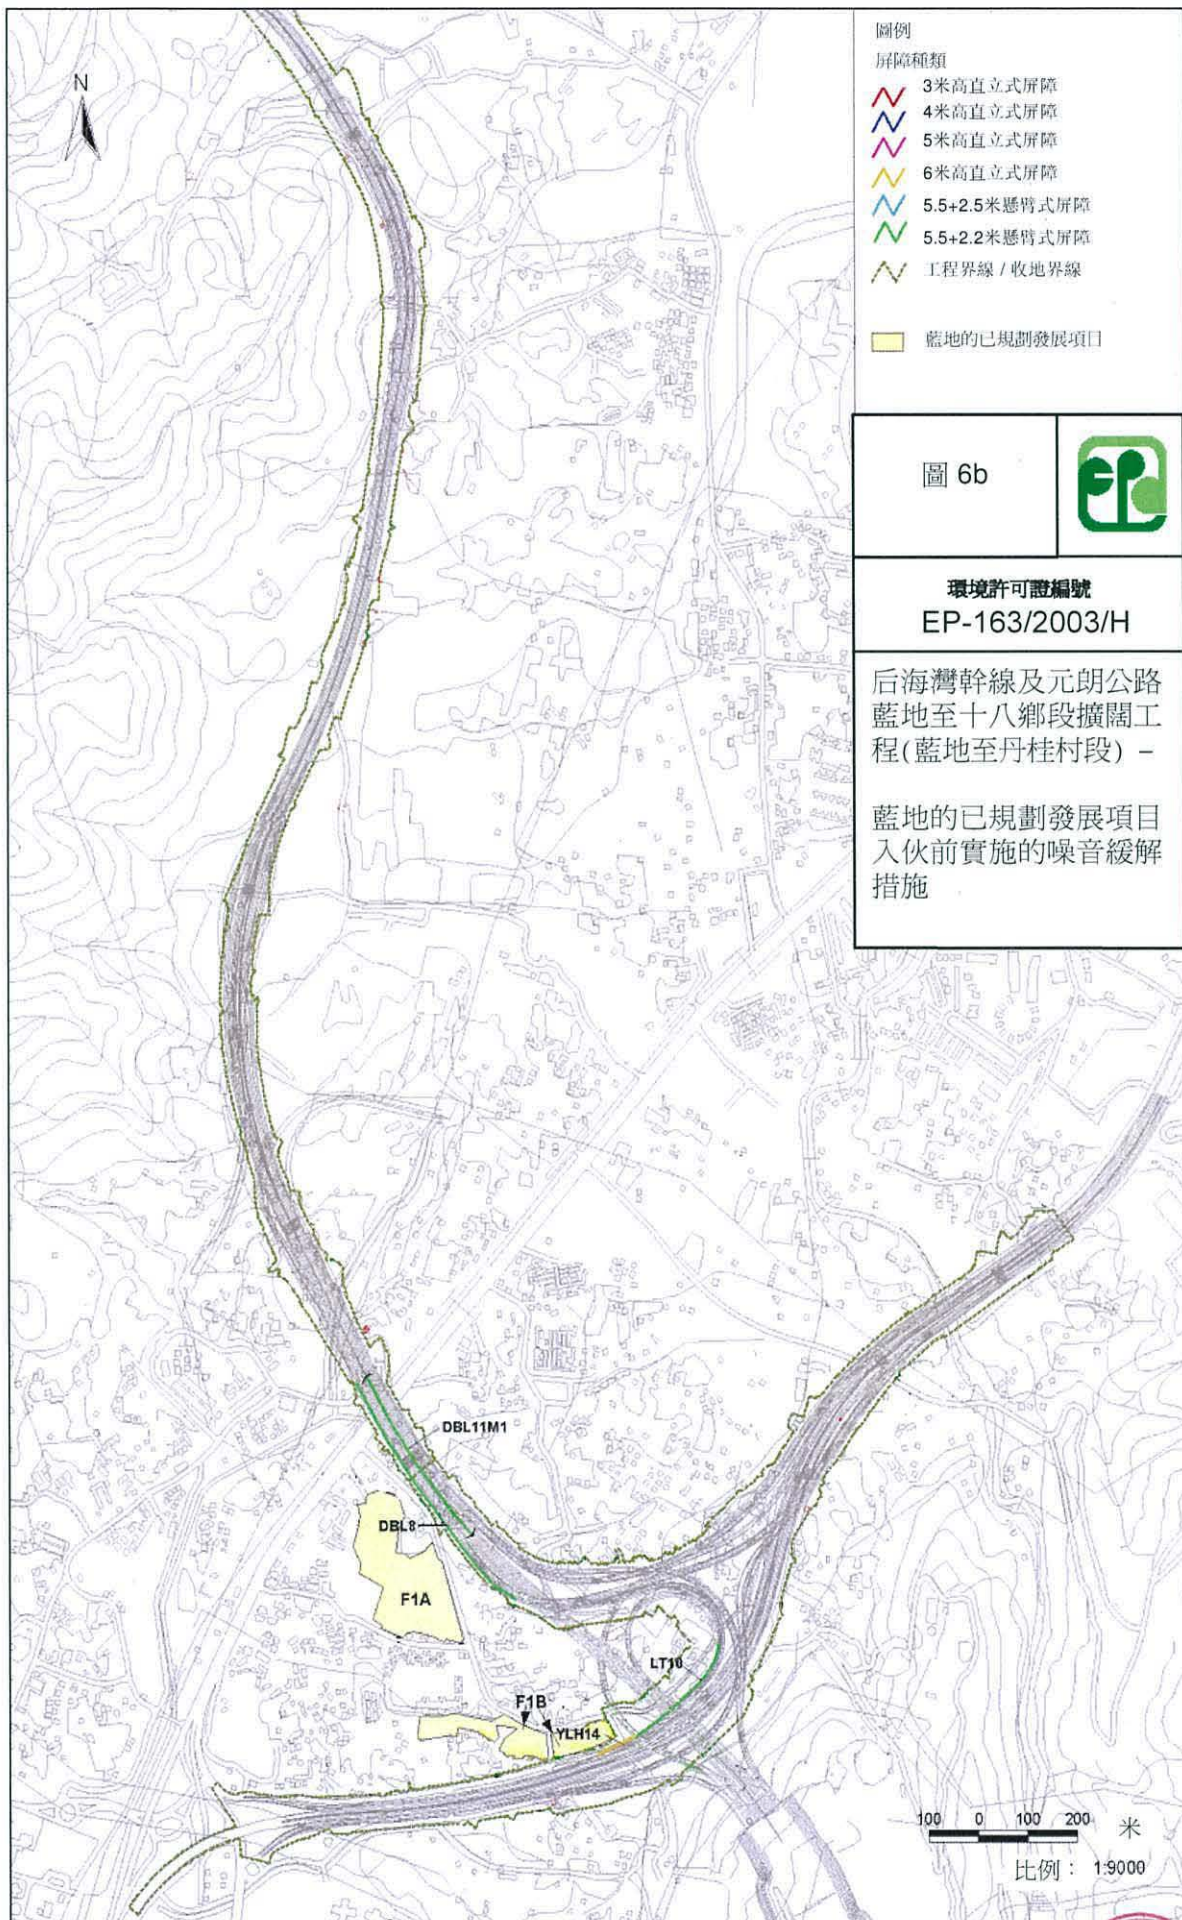 N
圖例
屏障種類
3米高直立式屏障
4米高直立式屏障
5米高直立式屏障
6米高直立式屏障
5.5+2.5米懸臂式屏障
5.5+2.2米懸臂式屏障
工程界線 / 收地界線
藍地的已規劃發展項目
圖 6b
環境許可證編號
EP-163/2003/H
后海灣幹線及元朗公路
藍地至十八鄉段擴闊工
程(藍地至丹桂村段) –
藍地的已規劃發展項目
入伙前實施的噪音緩解
措施
DBL11M1
DBL8
F1A
LT10
F1B
YLH14
100 0 100 200 米
比例： 1:9000